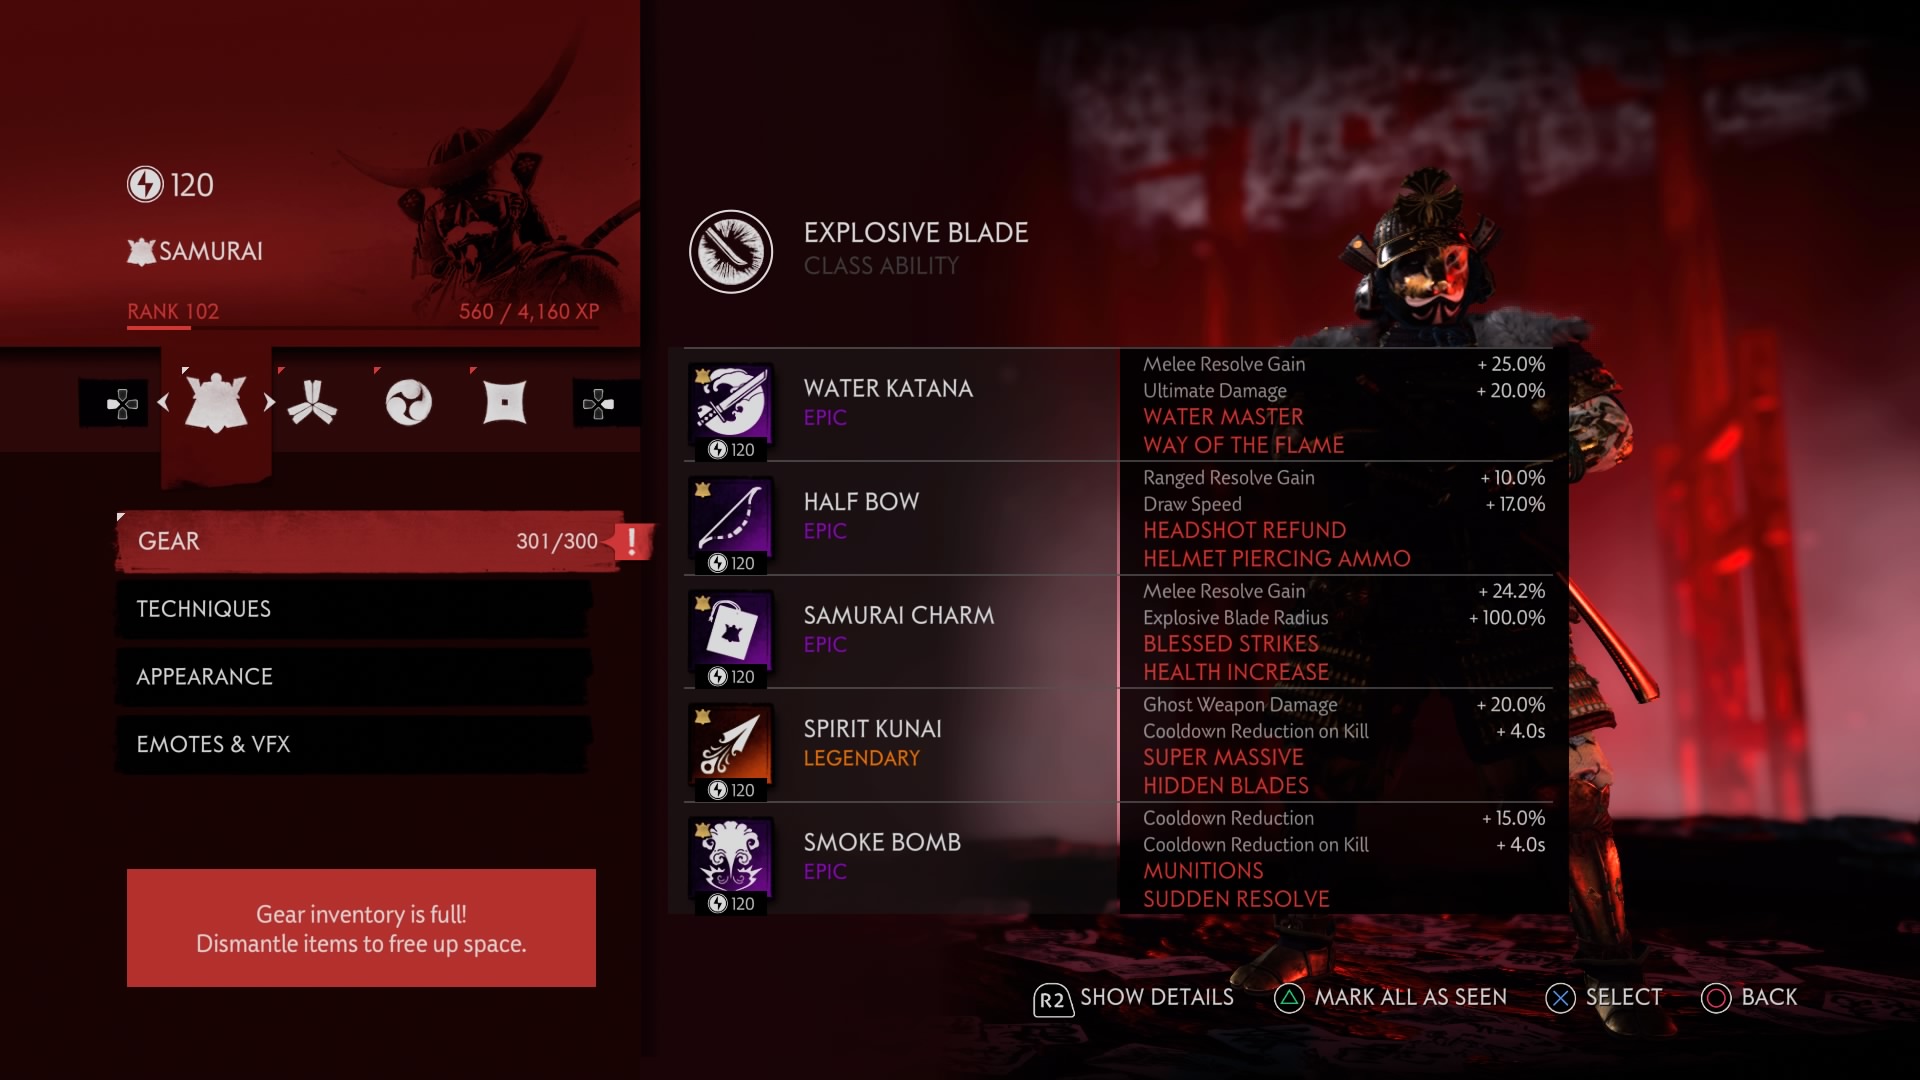 120
SAMURAI
RANK 102 560 / 4,160 XP
GEAR 301/300 !
TECHNIQUES
APPEARANCE
EMOTES & VFX
Gear inventory is full!
Dismantle items to free up space.
EXPLOSIVE BLADE
CLASS ABILITY
WATER KATANA
EPIC
120
Melee Resolve Gain + 25.0%
Ultimate Damage + 20.0%
WATER MASTER
WAY OF THE FLAME
HALF BOW
EPIC
120
Ranged Resolve Gain + 10.0%
Draw Speed + 17.0%
HEADSHOT REFUND
HELMET PIERCING AMMO
SAMURAI CHARM
EPIC
120
Melee Resolve Gain + 24.2%
Explosive Blade Radius + 100.0%
BLESSED STRIKES
HEALTH INCREASE
SPIRIT KUNAI
LEGENDARY
120
Ghost Weapon Damage + 20.0%
Cooldown Reduction on Kill + 4.0s
SUPER MASSIVE
HIDDEN BLADES
SMOKE BOMB
EPIC
120
Cooldown Reduction + 15.0%
Cooldown Reduction on Kill + 4.0s
MUNITIONS
SUDDEN RESOLVE
R2 SHOW DETAILS MARK ALL AS SEEN SELECT BACK